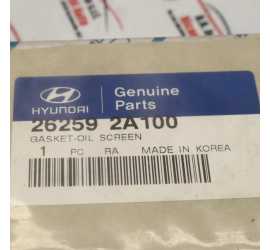 HYUNDAI
Genuine
Parts
26259 2A100
GASKET-OIL SCREEN
1 PC RA MADE IN KOREA